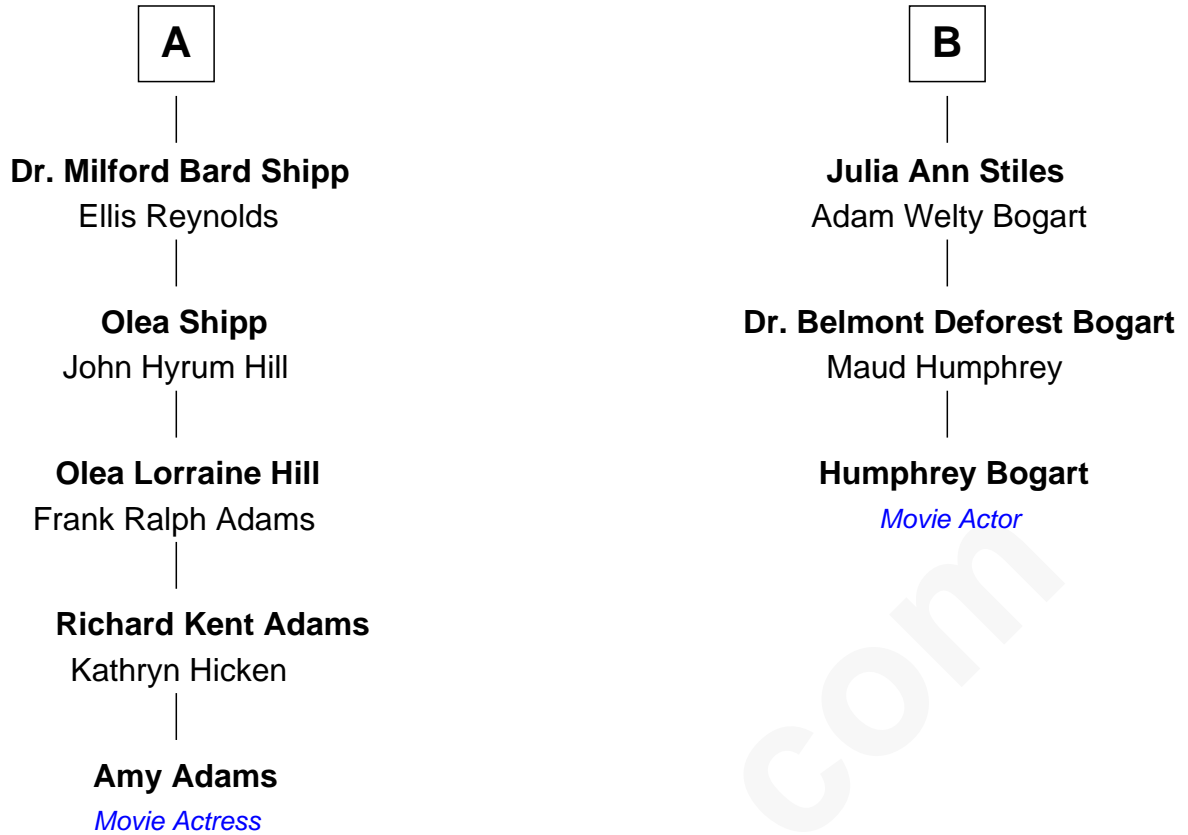 A
Dr. Milford Bard Shipp
Ellis Reynolds
Olea Shipp
John Hyrum Hill
Olea Lorraine Hill
Frank Ralph Adams
Richard Kent Adams
Kathryn Hicken
Amy Adams
Movie Actress
B
Julia Ann Stiles
Adam Welty Bogart
Dr. Belmont Deforest Bogart
Maud Humphrey
Humphrey Bogart
Movie Actor
com